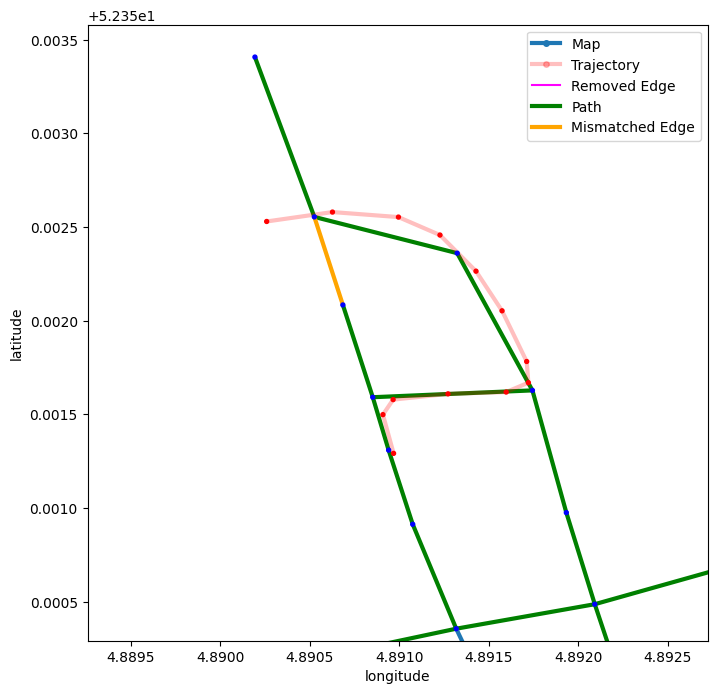 +5.235e1
0.0035
0.0030
0.0025
0.0020
0.0015
0.0010
0.0005
latitude
4.8895 4.8900 4.8905 4.8910 4.8915 4.8920 4.8925
longitude
Map
Trajectory
Removed Edge
Path
Mismatched Edge